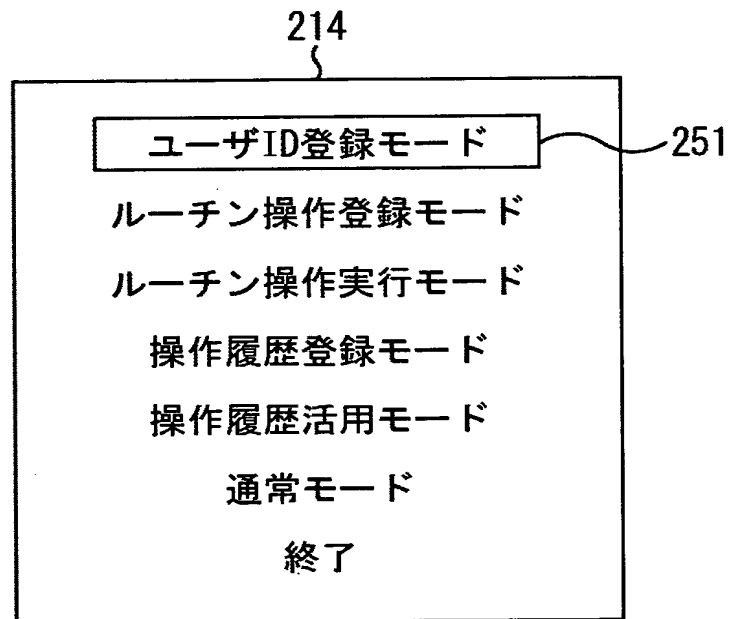 214
ユーザID登録モード
251
ルーチン操作登録モード
ルーチン操作実行モード
操作履歴登録モード
操作履歴活用モード
通常モード
終了